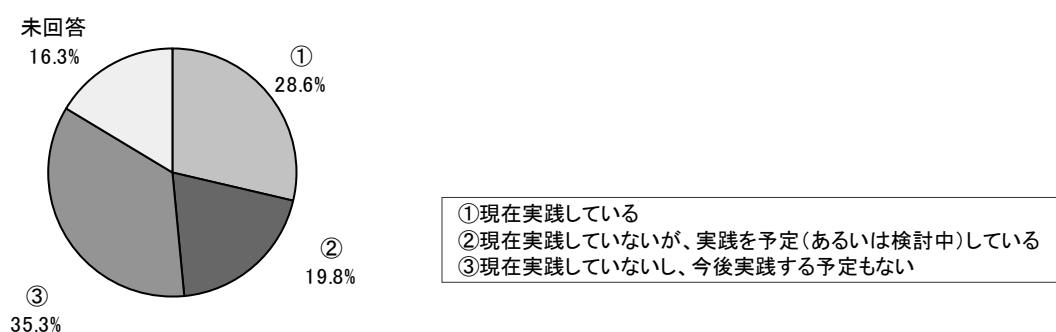 未回答
16.3%
①
28.6%
②
19.8%
③
35.3%
①現在実践している
②現在実践していないが、実践を予定(あるいは検討中)している
③現在実践していないし、今後実践する予定もない